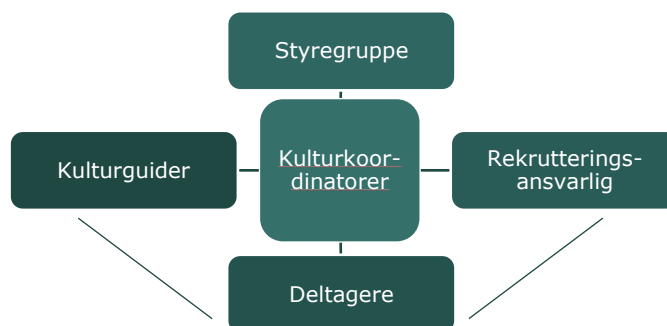 Styregruppe
Kulturguider
Kulturkoor-
dinatorer
Rekrutterings-
ansvarlig
Deltagere